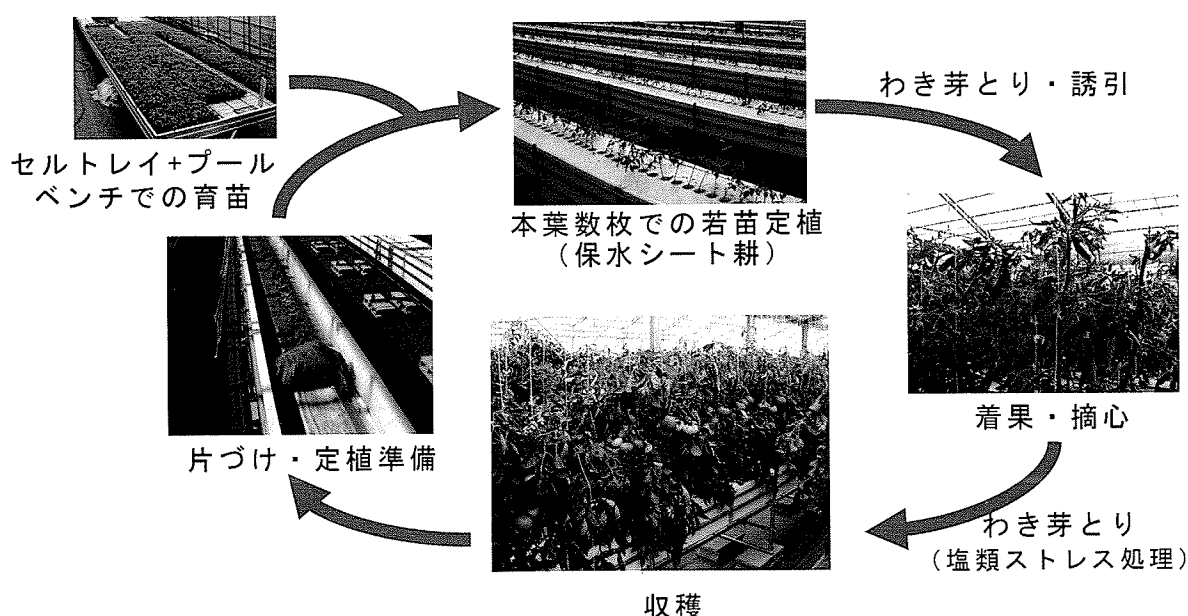 セルトレイ+プール
ベンチでの育苗
本葉数枚での若苗定植
(保水シート耕)
わき芽とり・誘引
着果・摘心
わき芽とり
(塩類ストレス処理)
収穫
片づけ・定植準備